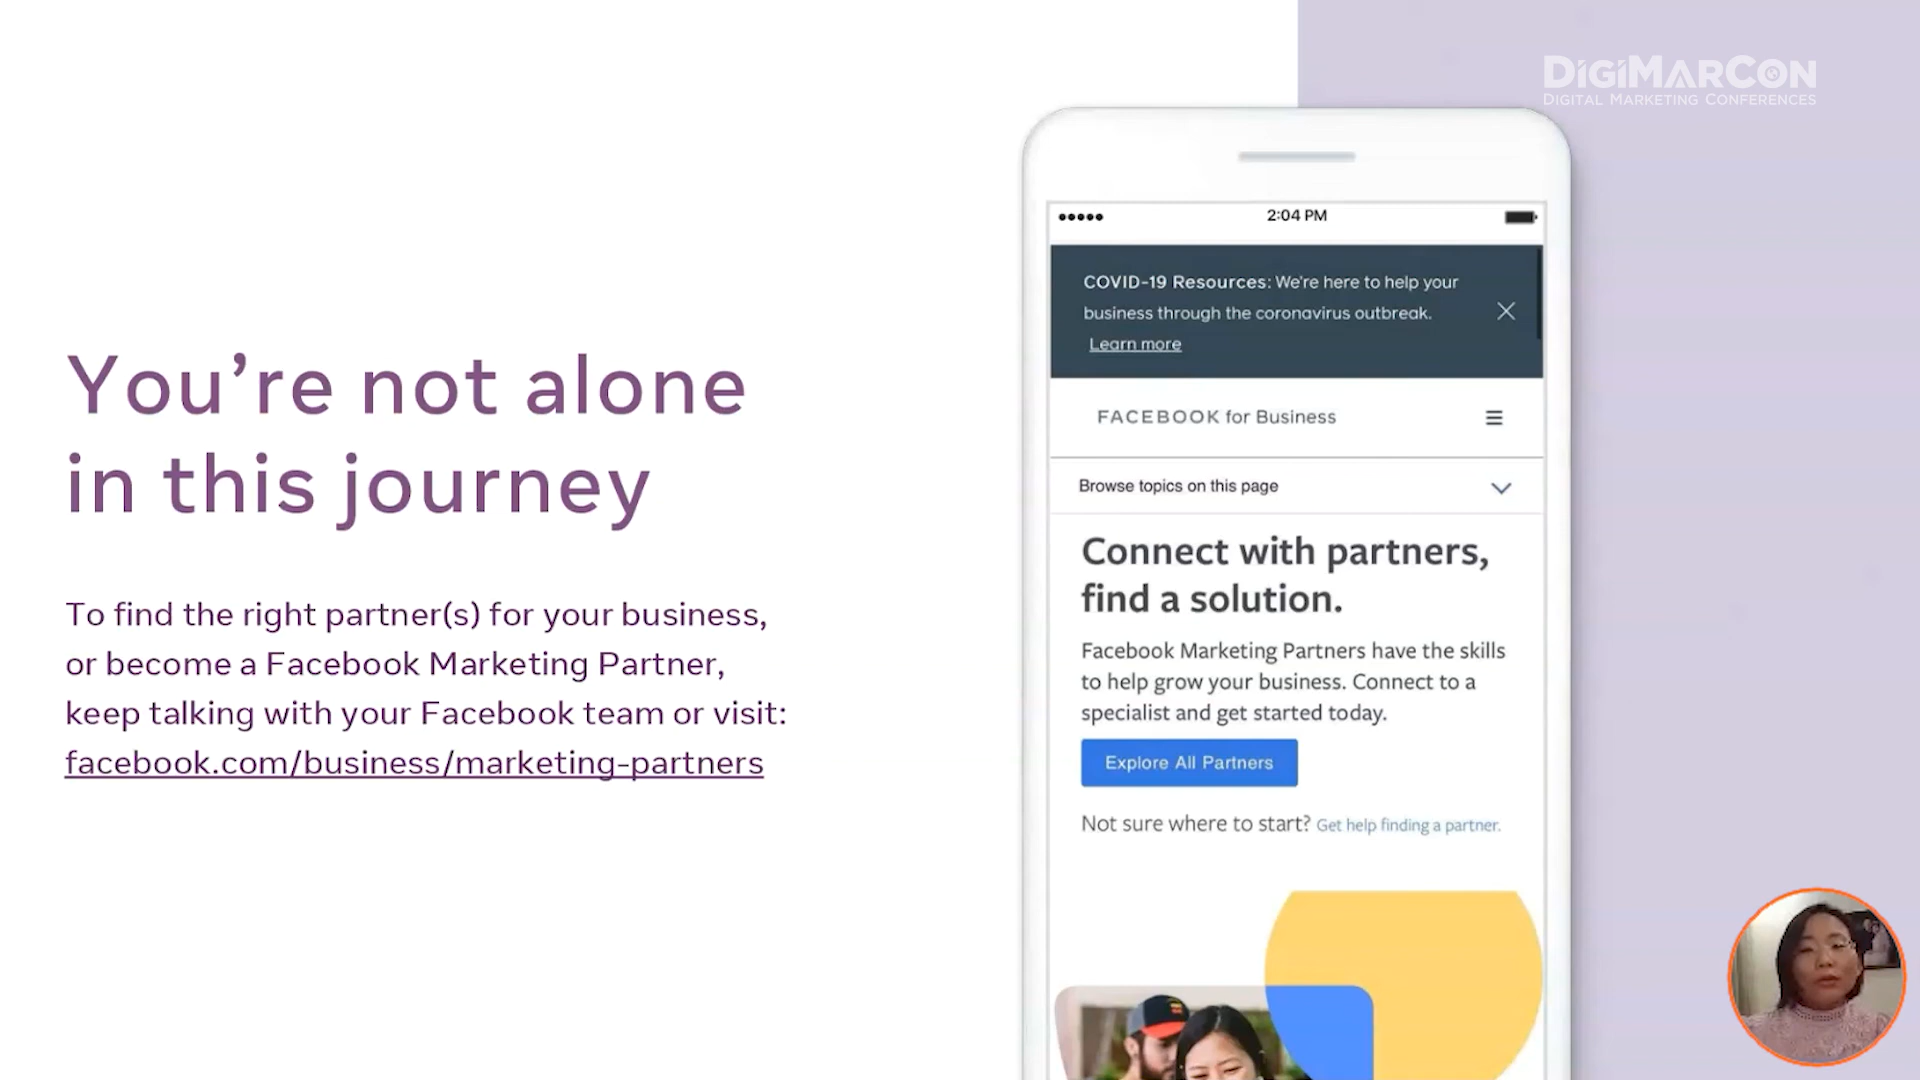 DIGIMARCON
DIGITAL MARKETING CONFERENCES
You’re not alone
in this journey
To find the right partner(s) for your business,
or become a Facebook Marketing Partner,
keep talking with your Facebook team or visit:
facebook.com/business/marketing-partners
2:04 PM
COVID-19 Resources: We're here to help your
business through the coronavirus outbreak.
Learn more
FACEBOOK for Business
Browse topics on this page
Connect with partners,
find a solution.
Facebook Marketing Partners have the skills
to help grow your business. Connect to a
specialist and get started today.
Explore All Partners
Not sure where to start? Get help finding a partner.